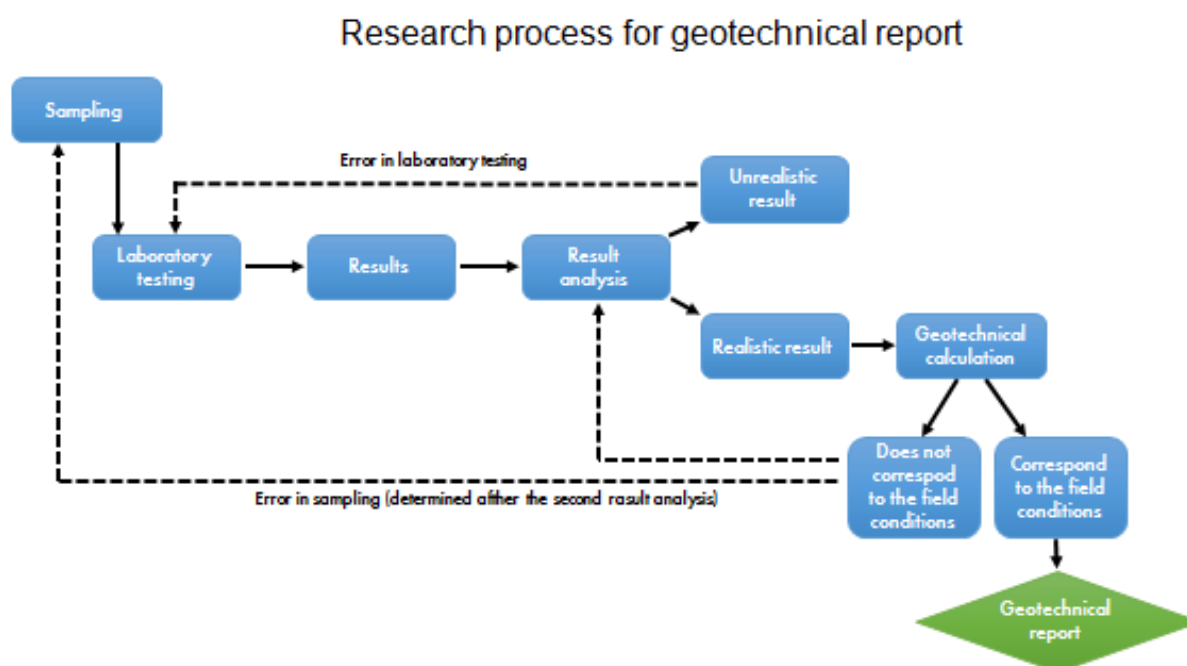 Research process for geotechnical report
Sampling
Error in laboratory testing
Unrealistic
result
Laboratory
testing
Results
Result
analysis
Realistic result
Geotechnical
calculation
Does not
correspod
to the field
conditions
Correspond
to the field
conditions
Error in sampling (determined afther the second rasult analysis)
Geotechnical
report